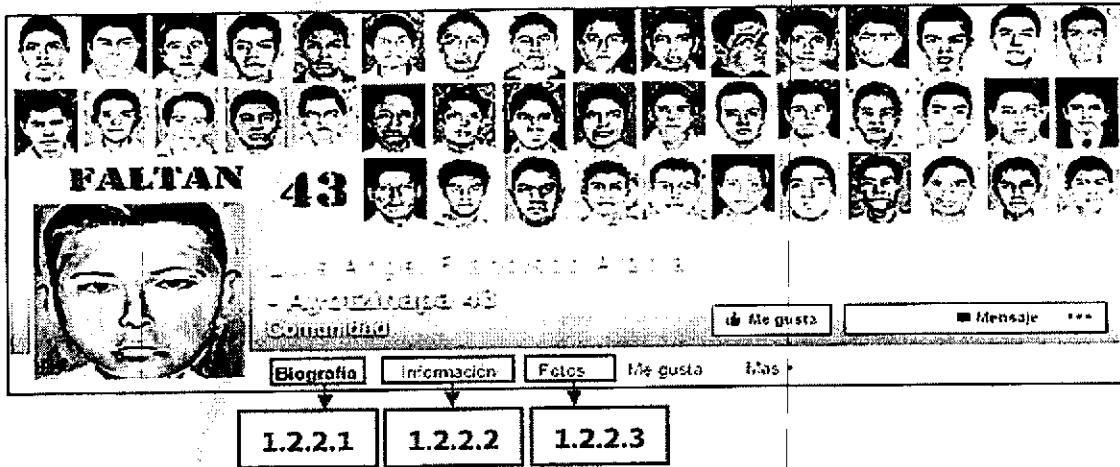 FALTAN 43
Ayotzinapa 43
Comunidad
Me gusta
Mensaje ***
Biografía Información Fotos Me gusta Mas
1.2.2.1 1.2.2.2 1.2.2.3